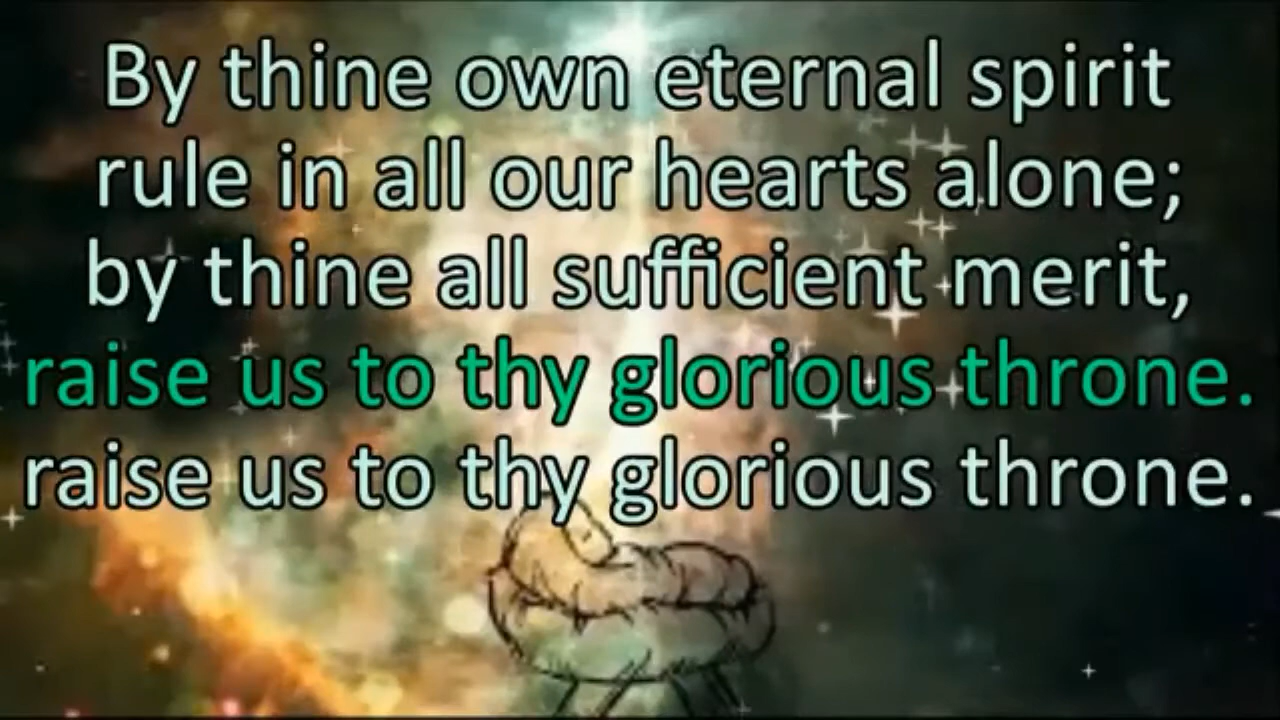 By thine own eternal spirit
rule in all our hearts alone;
by thine all sufficient merit,
raise us to thy glorious throne.
raise us to thy glorious throne.